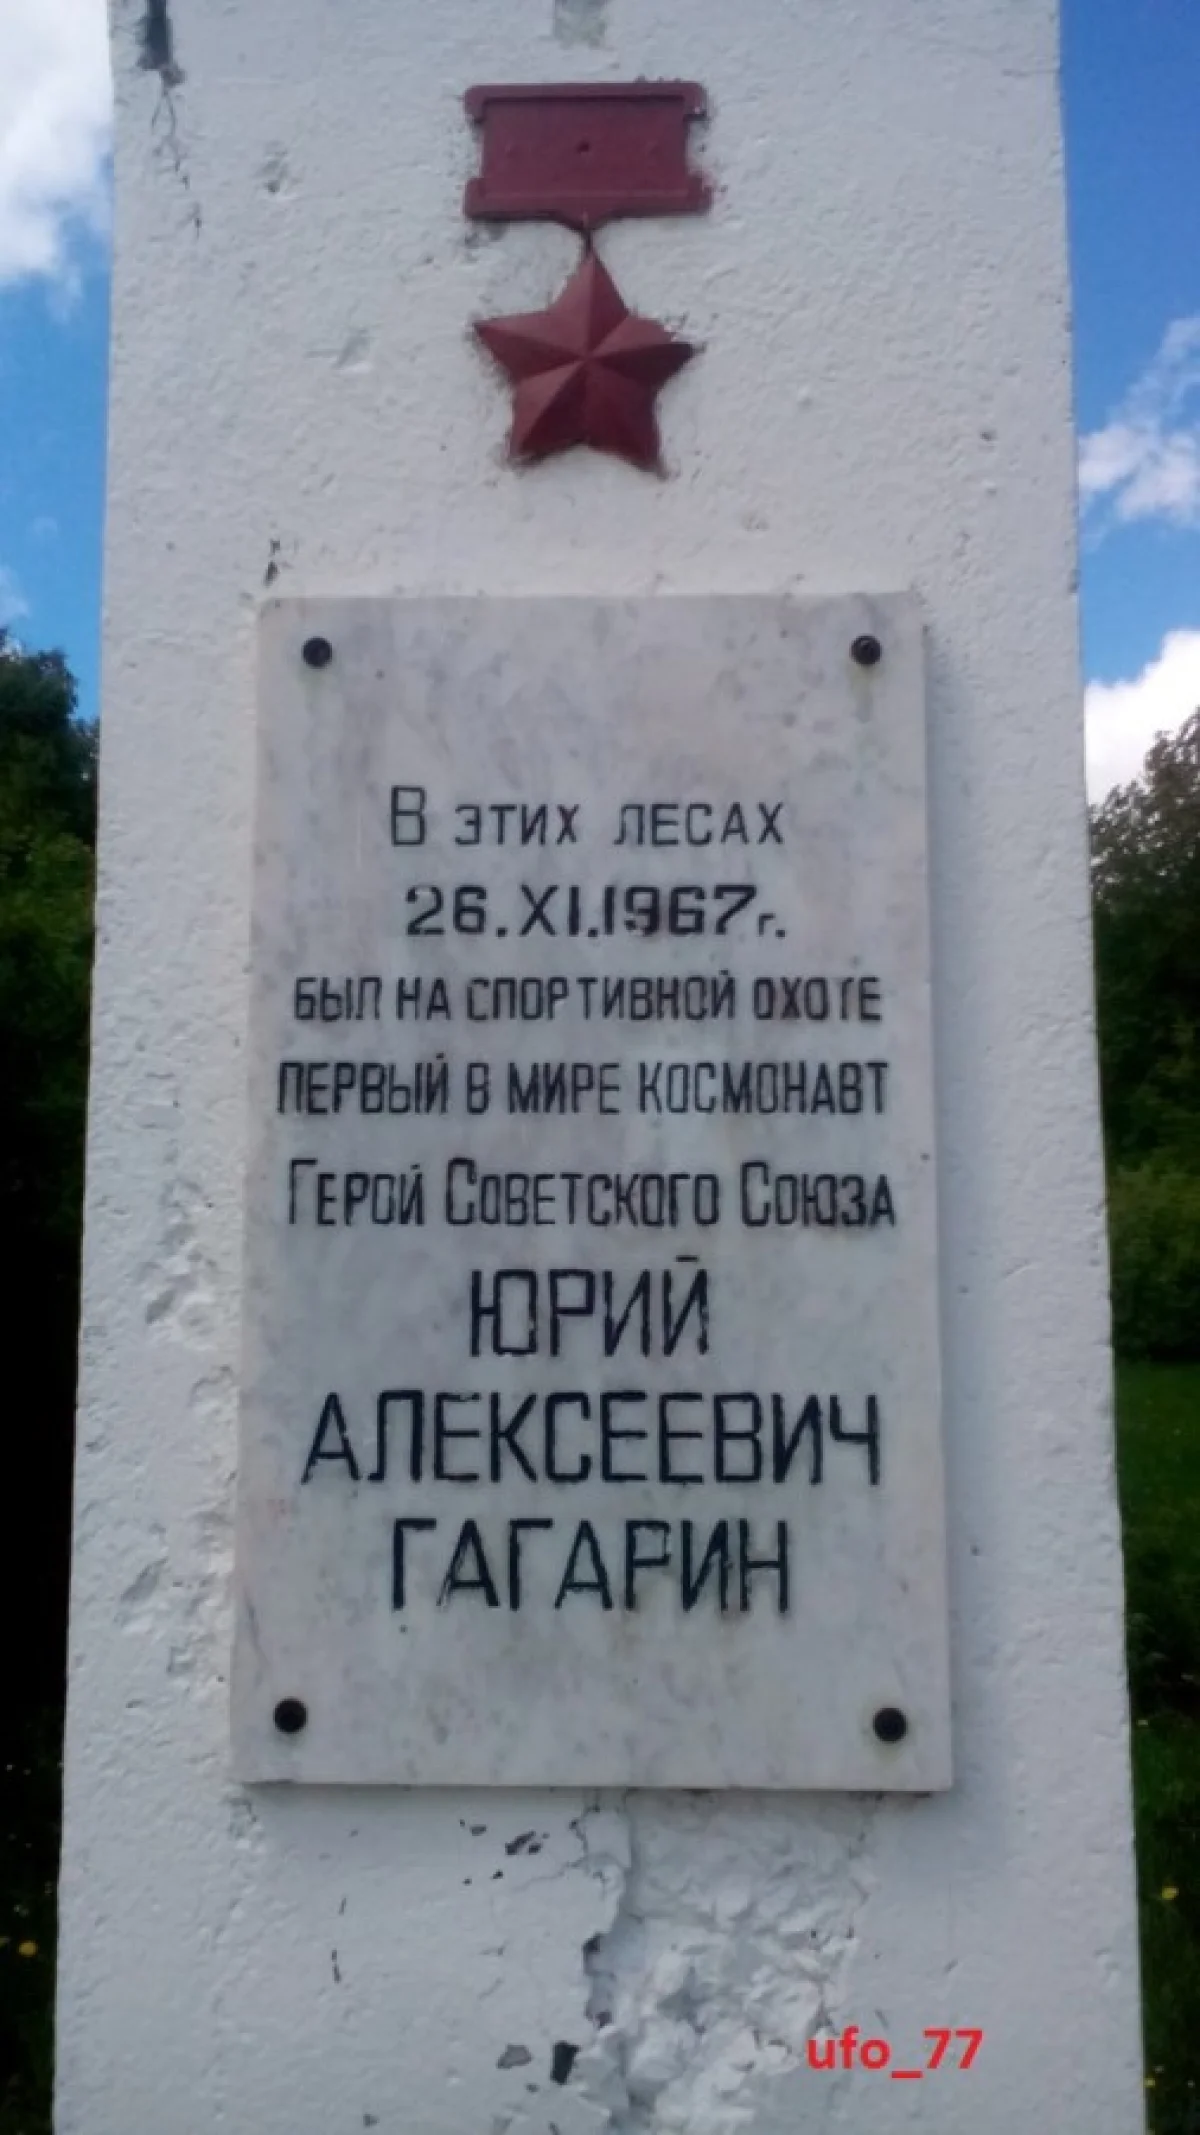 В этих лесах
26.XI.1967г.
был на спортивной охоте
первый в мире космонавт
Герой Советского Союза
ЮРИЙ
АЛЕКСЕЕВИЧ
ГАГАРИН
ufo_77